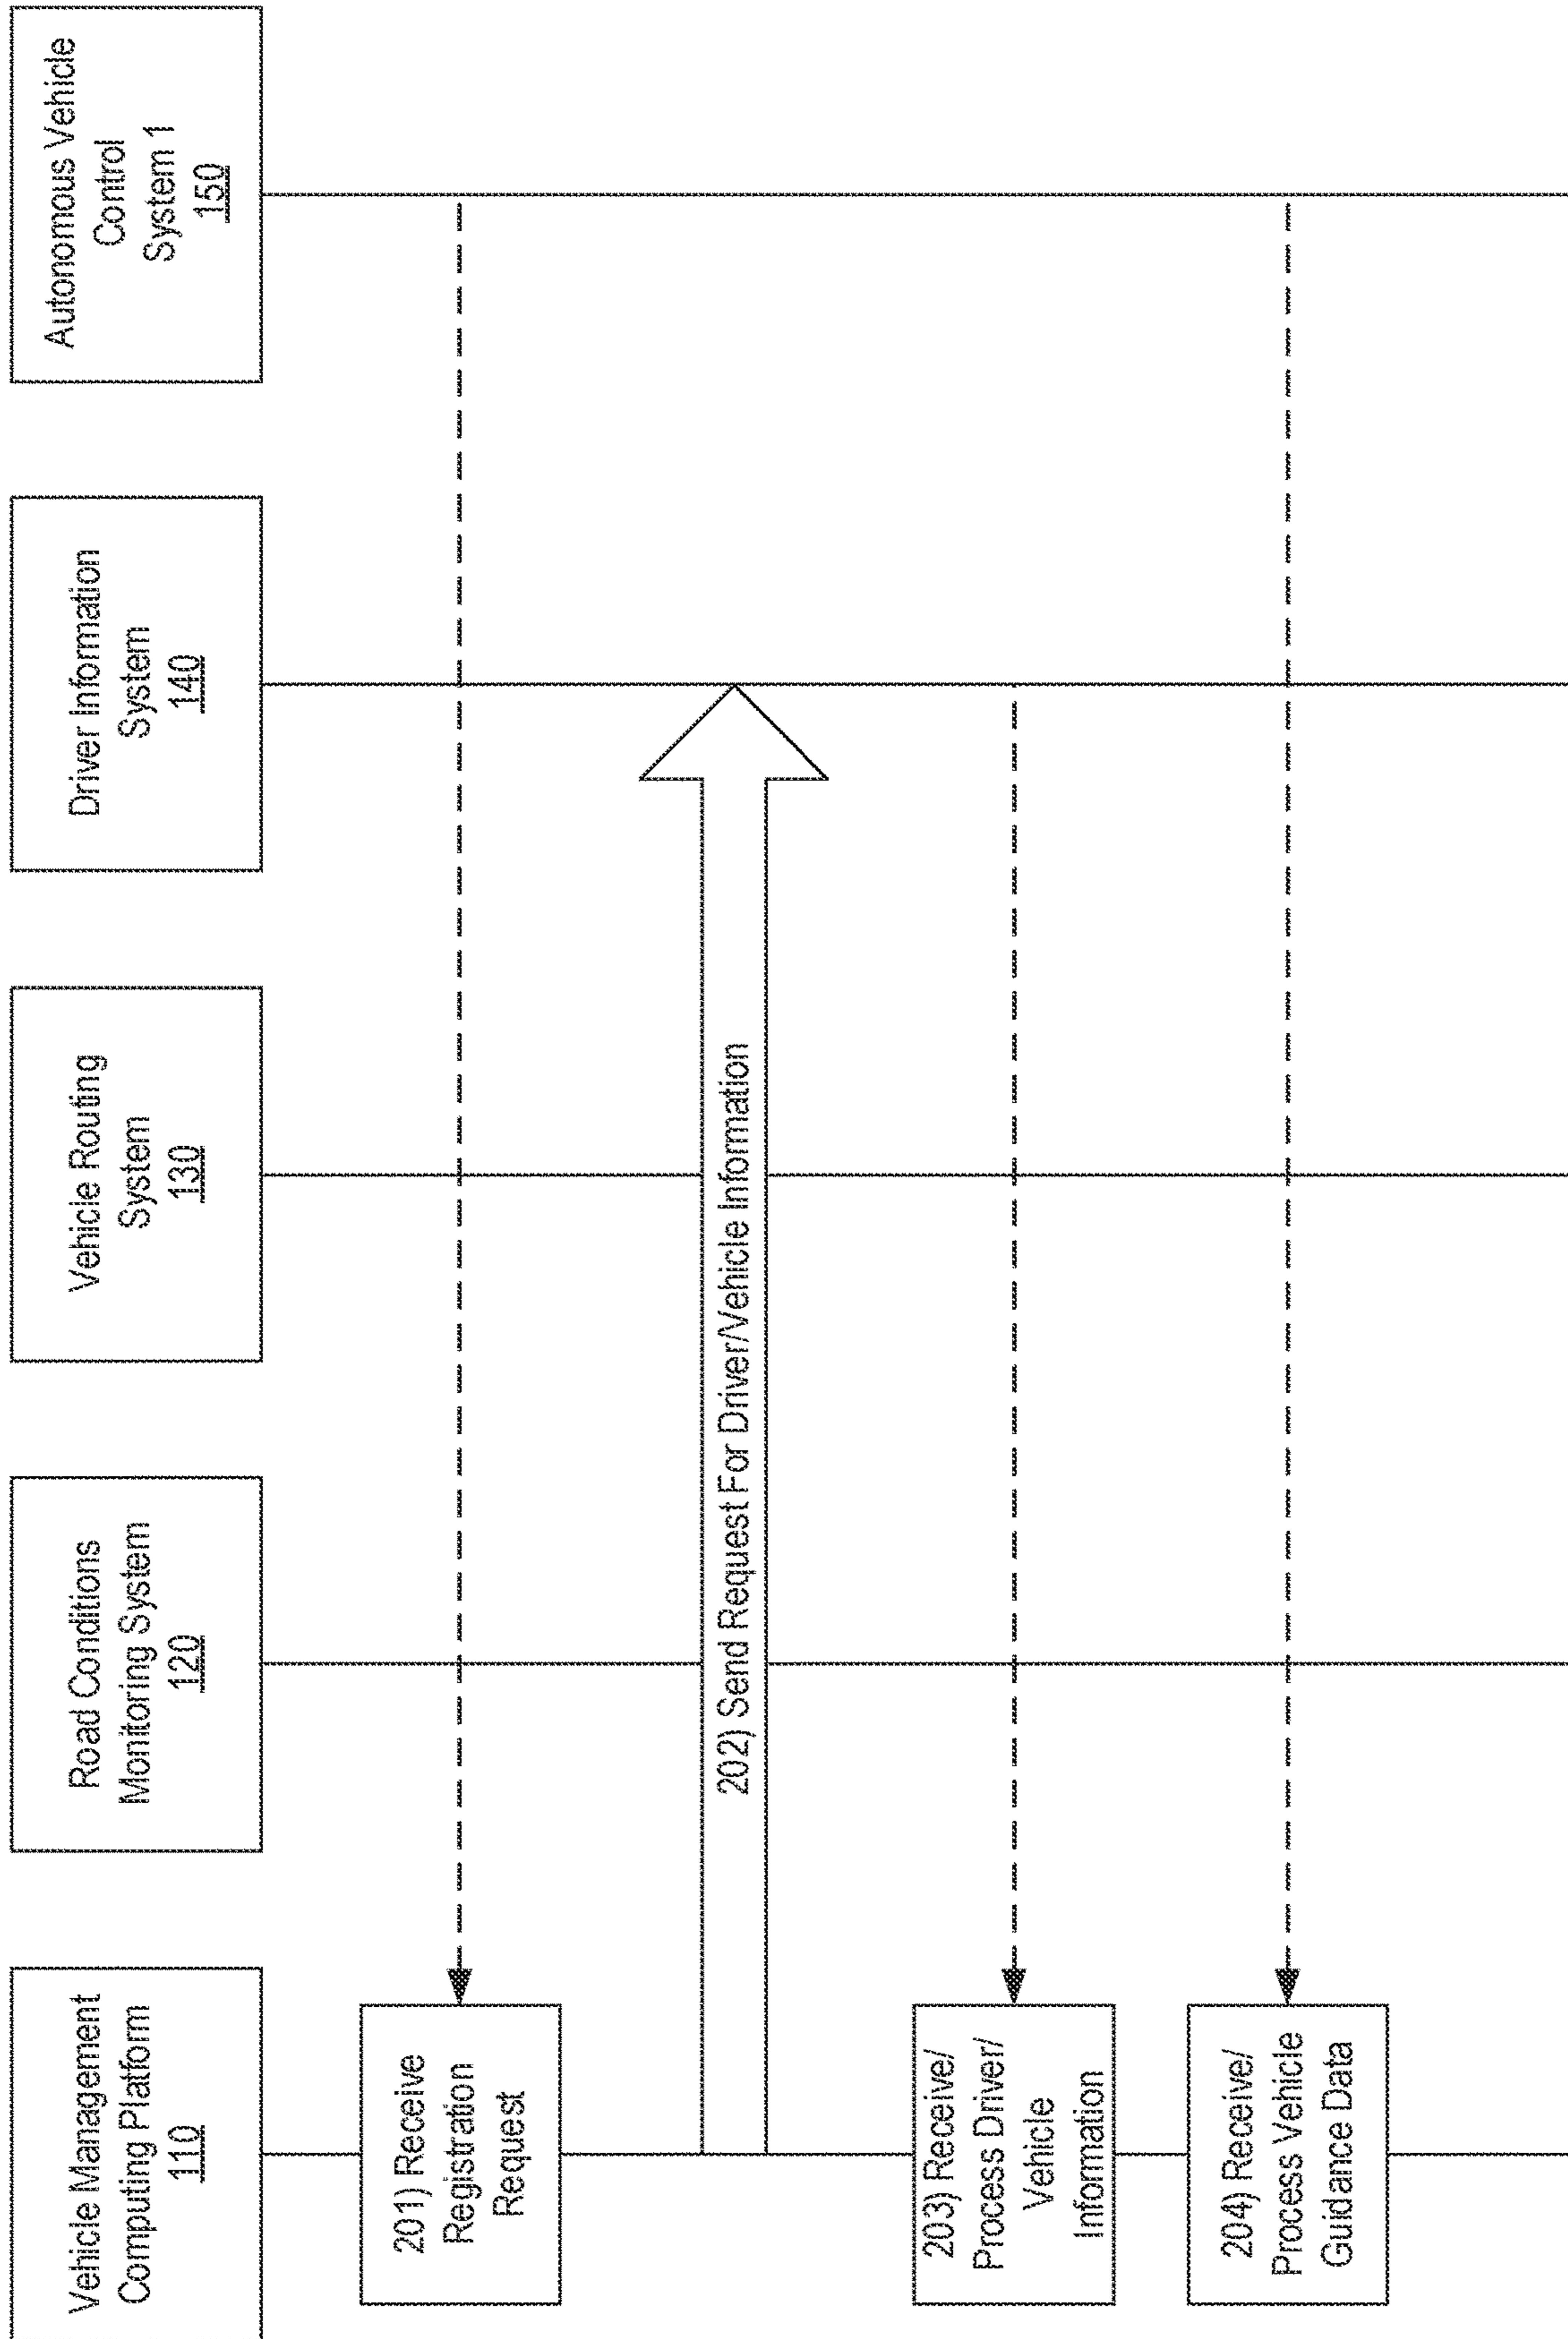 Vehicle Management
Computing Platform
110
Road Conditions
Monitoring System
120
Vehicle Routing
System
130
Driver Information
System
140
Autonomous Vehicle
Control
System 1
150
201) Receive
Registration
Request
202) Send Request For Driver/Vehicle Information
203) Receive/
Process Driver/
Vehicle
Information
204) Receive/
Process Vehicle
Guidance Data